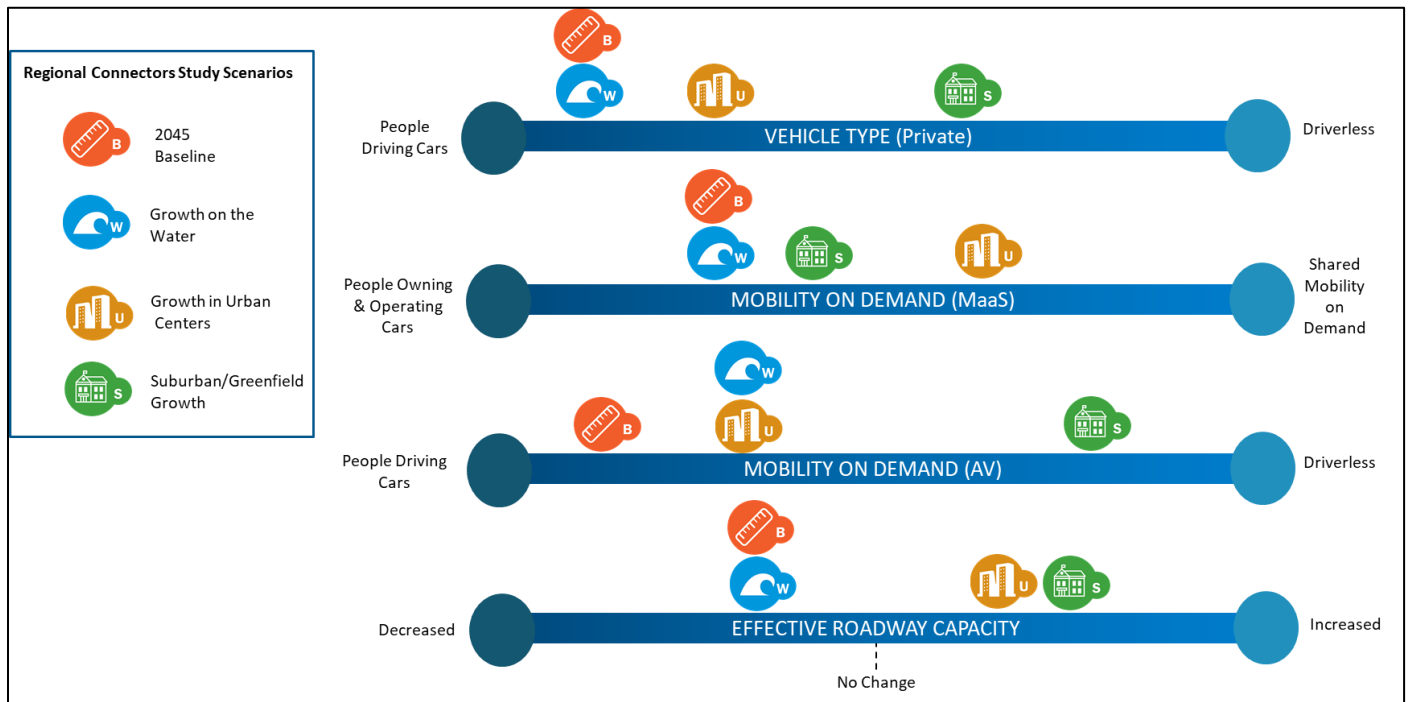 Regional Connectors Study Scenarios
B
2045
Baseline
W
Growth on the
Water
U
Growth in Urban
Centers
S
Suburban/Greenfield
Growth
B
W
U
S
People
Driving Cars
VEHICLE TYPE (Private)
Driverless
B
W
S
U
People Owning
& Operating
Cars
MOBILITY ON DEMAND (MaaS)
Shared
Mobility
on
Demand
W
B
U
S
People Driving
Cars
MOBILITY ON DEMAND (AV)
Driverless
B
W
U
S
Decreased
EFFECTIVE ROADWAY CAPACITY
Increased
No Change